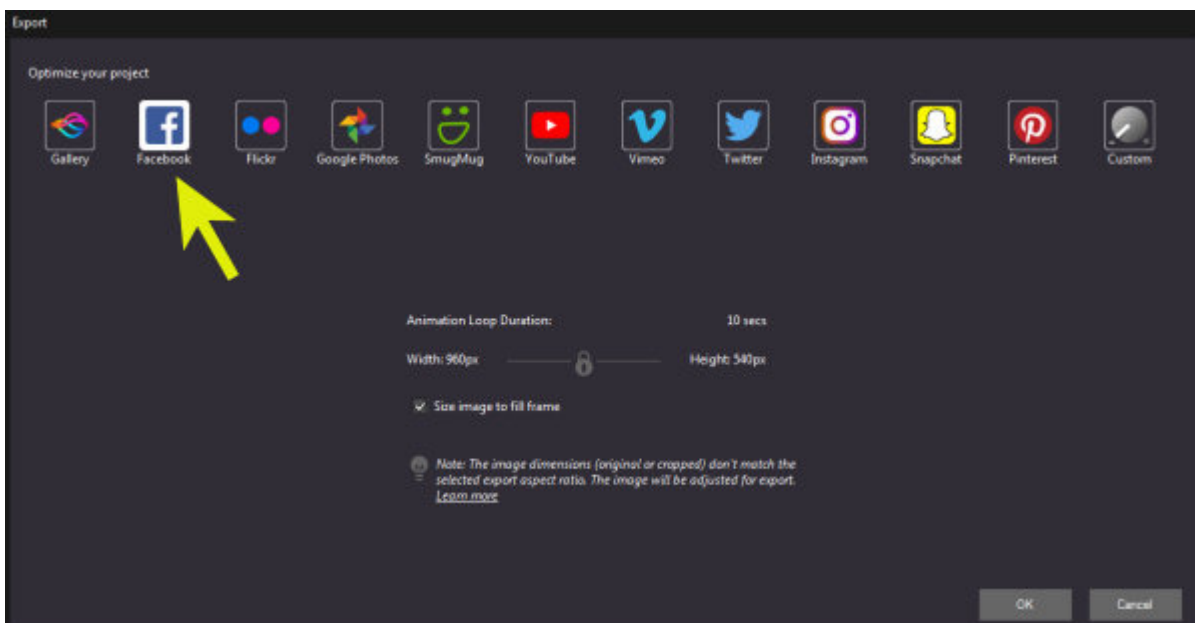 Export
Optimize your project
Gallery Facebook Flickr Google Photos SmugMug YouTube Vimeo Twitter Instagram Snapchat Pinterest Custom
Animation Loop Duration: 10 secs
Width: 960px Height: 540px
Size image to fill frame
Note: The image dimensions (original or cropped) don't match the
selected export aspect ratio. The image will be adjusted for export.
Learn more
OK Cancel